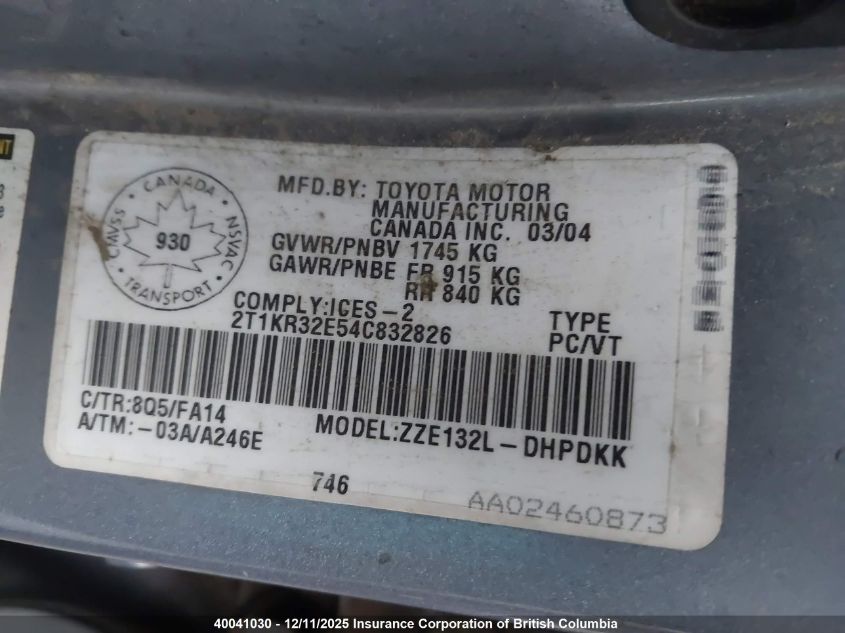 NT
3
e
CANADA
CMVSS
NSVAC
930
TRANSPORT
MFD.BY: TOYOTA MOTOR
MANUFACTURING
CANADA INC. 03/04
GVWR/PNBV 1745 KG
GAWR/PNBE FR 915 KG
RR 840 KG
COMPLY:ICES-2
2T1KR32E54C832826
TYPE
PC/VT
C/TR:8Q5/FA14
A/TM:-03A/A246E
MODEL:ZZE132L-DHPDKK
746
AA02460873
40041030 - 12/11/2025 Insurance Corporation of British Columbia